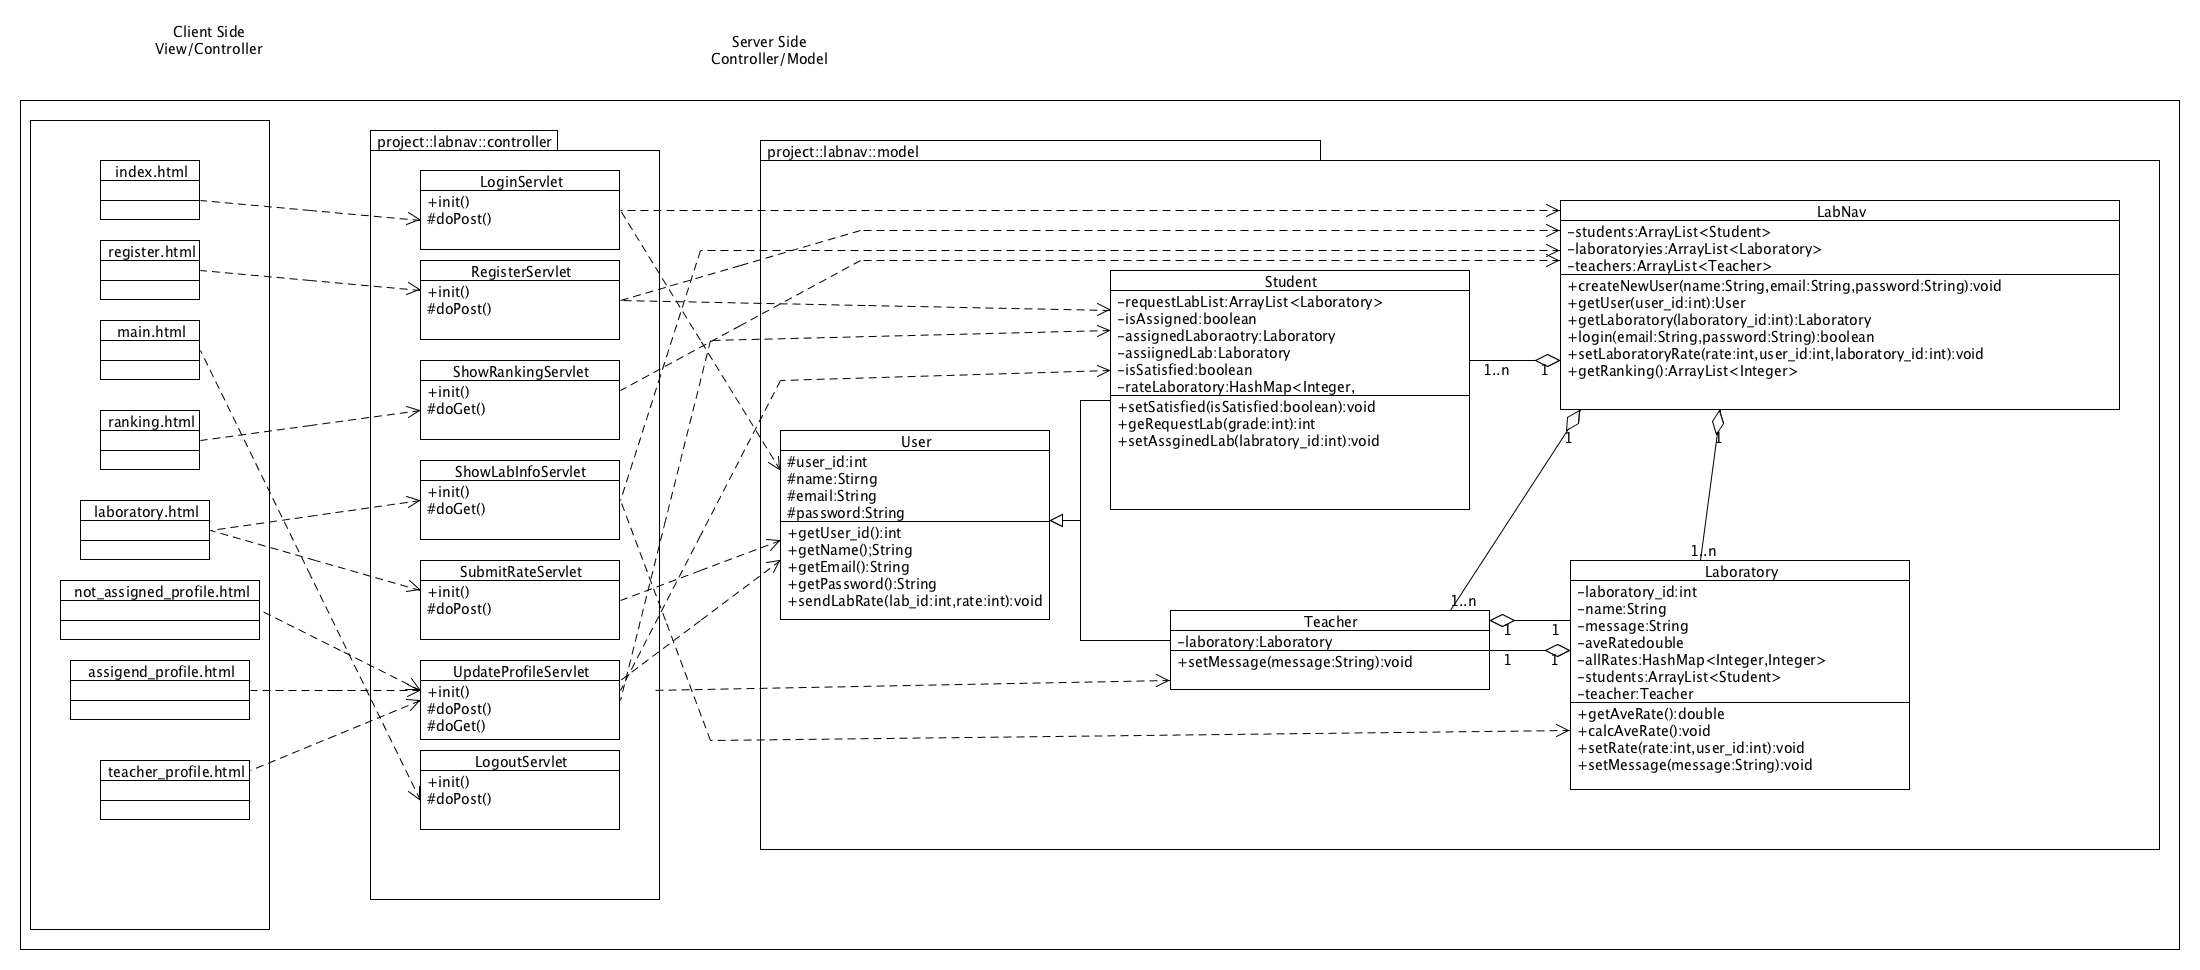 Client Side
View/Controller
Server Side
Controller/Model
index.html
register.html
main.html
ranking.html
laboratory.html
not_assigned_profile.html
assigend_profile.html
teacher_profile.html
project::labnav::controller
LoginServlet
+init()
#doPost()
RegisterServlet
+init()
#doPost()
ShowRankingServlet
+init()
#doGet()
ShowLabInfoServlet
+init()
#doGet()
SubmitRateServlet
+init()
#doPost()
UpdateProfileServlet
+init()
#doPost()
#doGet()
LogoutServlet
+init()
#doPost()
project::labnav::model
User
#user_id:int
#name:Stirng
#email:String
#password:String
+getUser_id():int
+getName();String
+getEmail():String
+getPassword():String
+sendLabRate(lab_id:int,rate:int):void
Student
-requestLabList:ArrayList<Laboratory>
-isAssigned:boolean
-assignedLaboraotry:Laboratory
-assiignedLab:Laboratory
-isSatisfied:boolean
-rateLaboratory:HashMap<Integer,
+setSatisfied(isSatisfied:boolean):void
+geRequestLab(grade:int):int
+setAssginedLab(labratory_id:int):void
1..n
1
LabNav
-students:ArrayList<Student>
-laboratoryies:ArrayList<Laboratory>
-teachers:ArrayList<Teacher>
+createNewUser(name:String,email:String,password:String):void
+getUser(user_id:int):User
+getLaboratory(laboratory_id:int):Laboratory
+login(email:String,password:String):boolean
+setLaboratoryRate(rate:int,user_id:int,laboratory_id:int):void
+getRanking():ArrayList<Integer>
1
1
1..n
1..n
Teacher
-laboratory:Laboratory
+setMessage(message:String):void
1
1
1
1
Laboratory
-laboratory_id:int
-name:String
-message:String
-aveRatedouble
-allRates:HashMap<Integer,Integer>
-students:ArrayList<Student>
-teacher:Teacher
+getAveRate():double
+calcAveRate():void
+setRate(rate:int,user_id:int):void
+setMessage(message:String):void